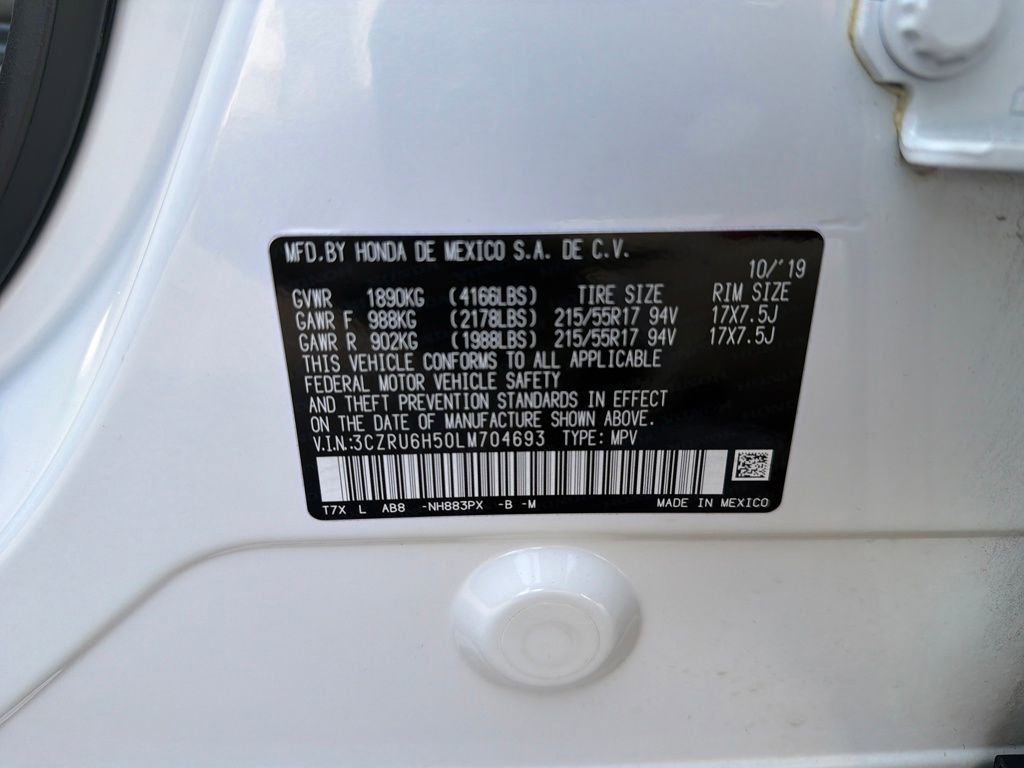 MFD.BY HONDA DE MEXICO S.A. DE C.V.
10/'19
GVWR 1890KG (4166LBS) TIRE SIZE RIM SIZE
GAWR F 988KG (2178LBS) 215/55R17 94V 17X7.5J
GAWR R 902KG (1988LBS) 215/55R17 94V 17X7.5J
THIS VEHICLE CONFORMS TO ALL APPLICABLE
FEDERAL MOTOR VEHICLE SAFETY
AND THEFT PREVENTION STANDARDS IN EFFECT
ON THE DATE OF MANUFACTURE SHOWN ABOVE.
V.I.N.:3CZRU6H50LM704693 TYPE: MPV
T7X L AB8 -NH883PX -B -M MADE IN MEXICO